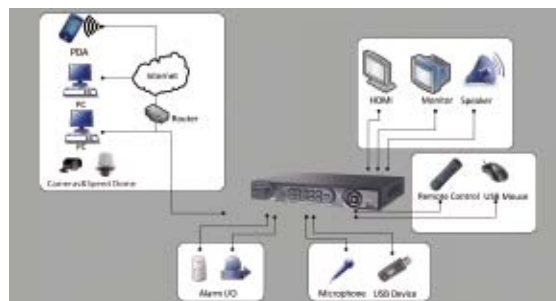 PDA
Internet
PC
Router
PC
Cameras&Speed Dome
HDMI
Monitor
Speaker
Remote Control
USB Mouse
Alarm I/O
Microphone
USB Device